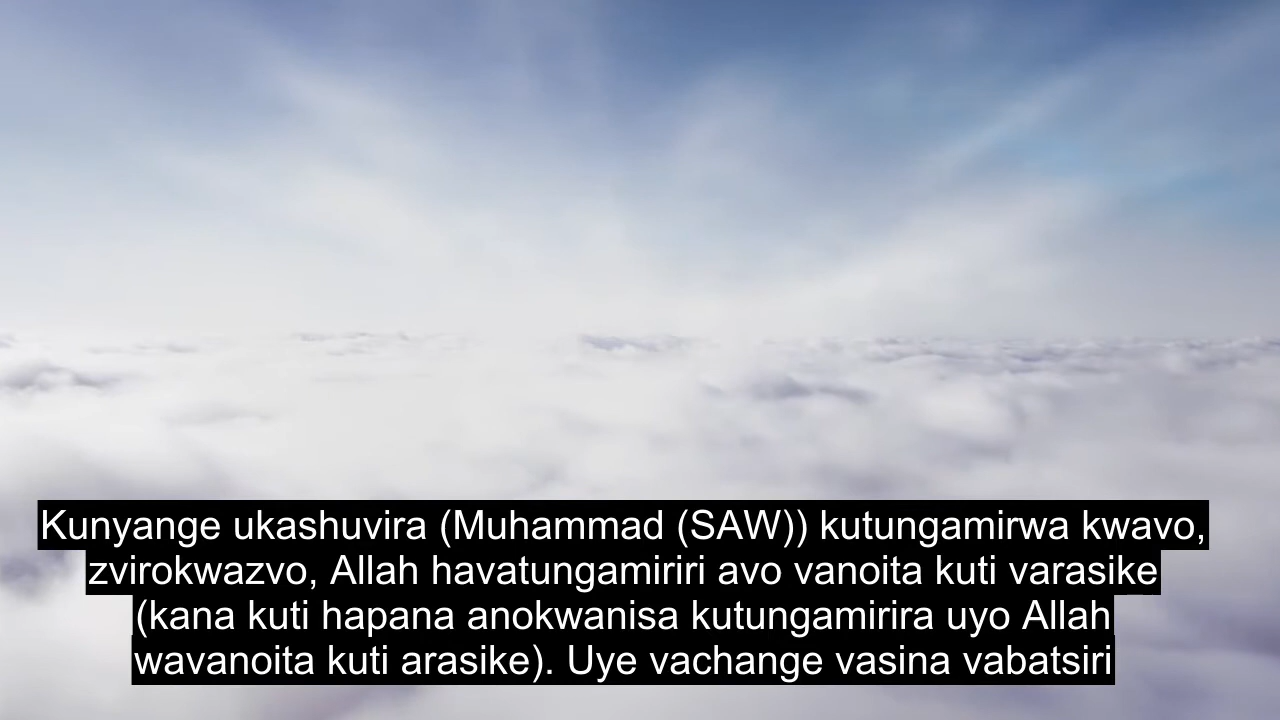 Kunyange ukashuvira (Muhammad (SAW)) kutungamirwa kwavo,
zvirokwazvo, Allah havatungamiriri avo vanoita kuti varasike
(kana kuti hapana anokwanisa kutungamirira uyo Allah
wavanoita kuti arasike). Uye vachange vasina vabatsiri